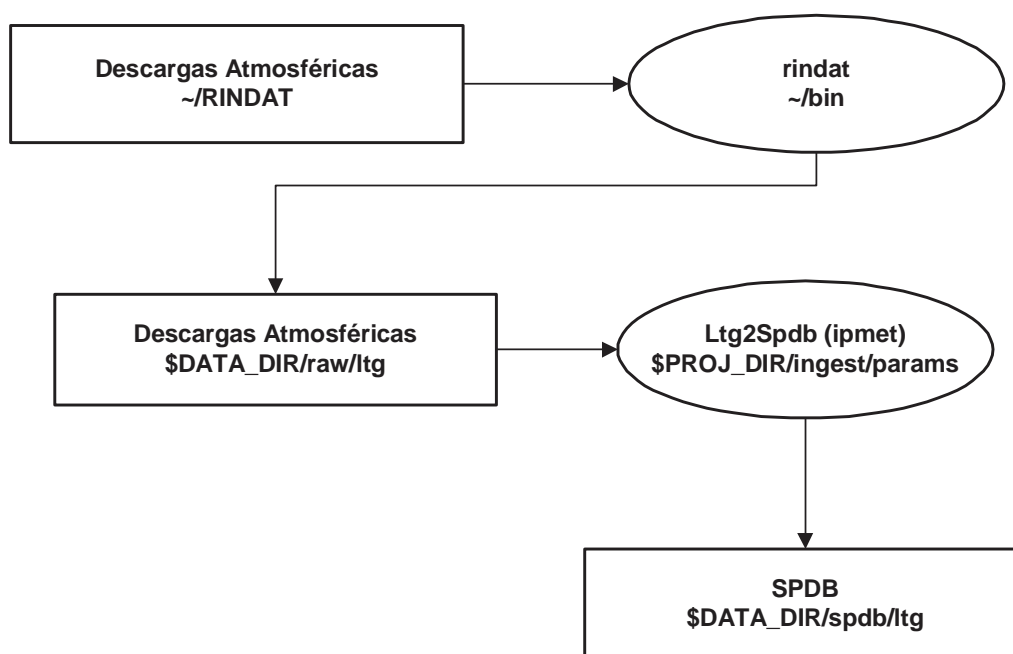 Descargas Atmosféricas
~/RINDAT
rindat
~/bin
Descargas Atmosféricas
$DATA_DIR/raw/ltg
Ltg2Spdb (ipmet)
$PROJ_DIR/ingest/params
SPDB
$DATA_DIR/spdb/ltg